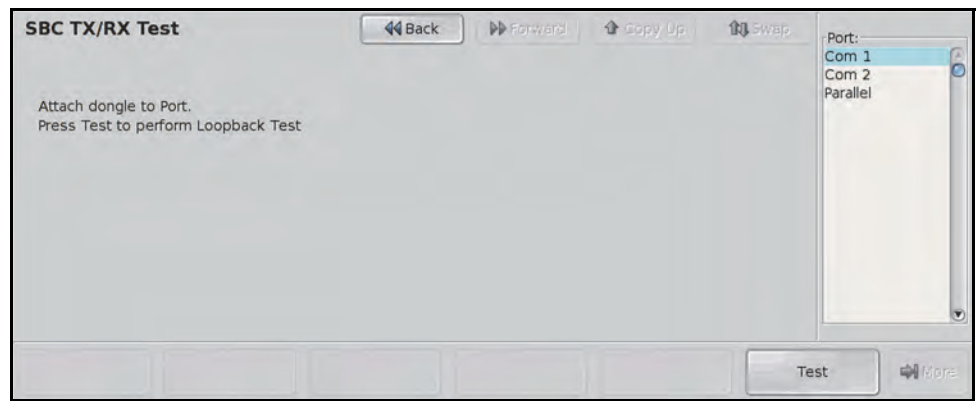 SBC TX/RX Test
Back
Forward
Copy Up
Swap
Port:
Com 1
Com 2
Parallel
Attach dongle to Port.
Press Test to perform Loopback Test
Test
More